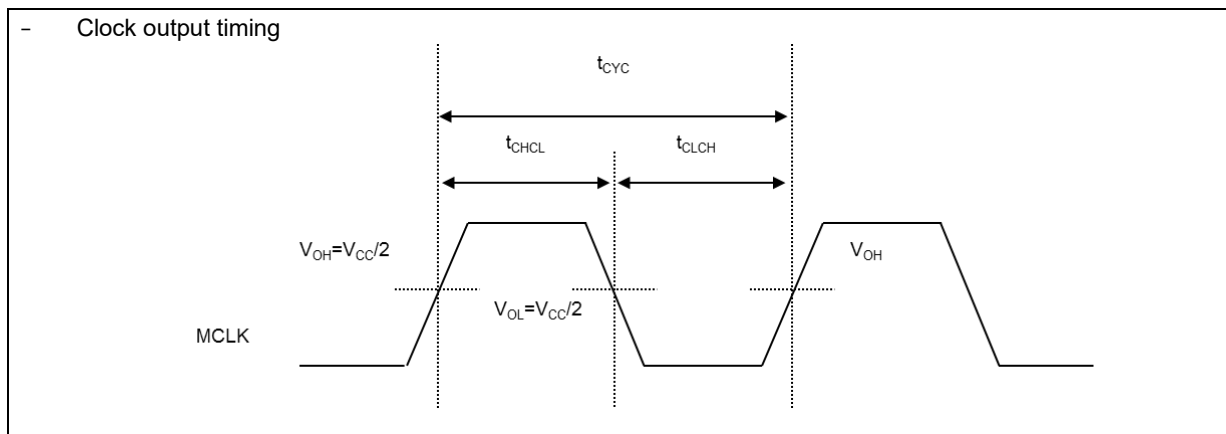 – Clock output timing
tCYC
tCHCL tCLCH
VOH=VCC/2 VOH
VOL=VCC/2
MCLK